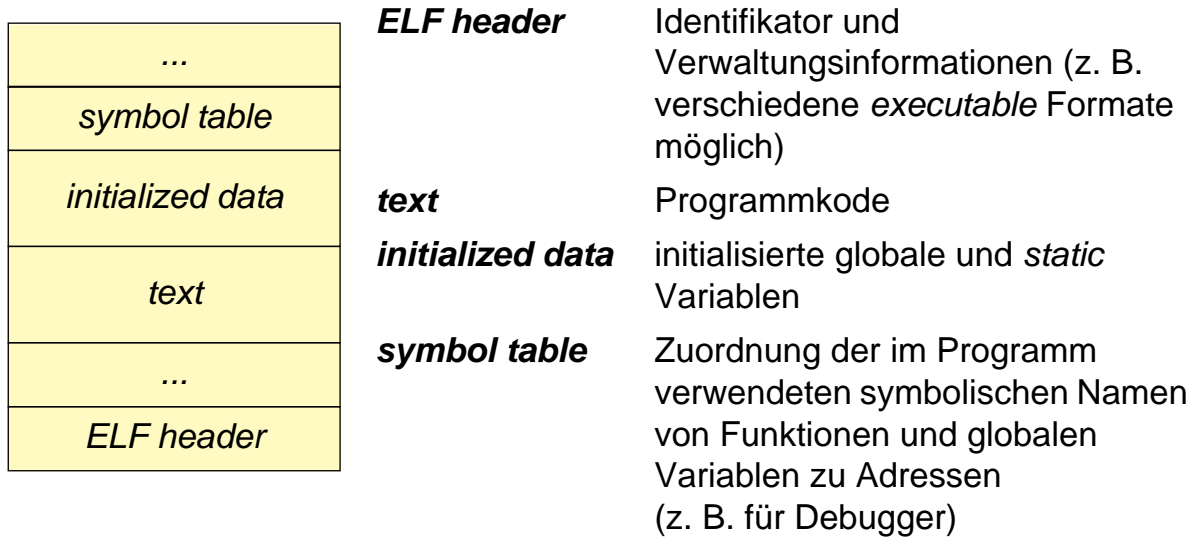 ...
symbol table
initialized data
text
...
ELF header
ELF header Identifikator und
Verwaltungsinformationen (z. B.
verschiedene executable Formate
möglich)
text Programmkode
initialized data initialisierte globale und static
Variablen
symbol table Zuordnung der im Programm
verwendeten symbolischen Namen
von Funktionen und globalen
Variablen zu Adressen
(z. B. für Debugger)